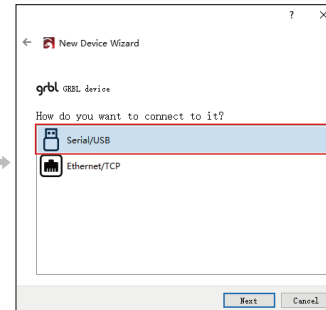 ? ×
← New Device Wizard
grbl GRBL device
How do you want to connect to it?
Serial/USB
Ethernet/TCP
Next Cancel